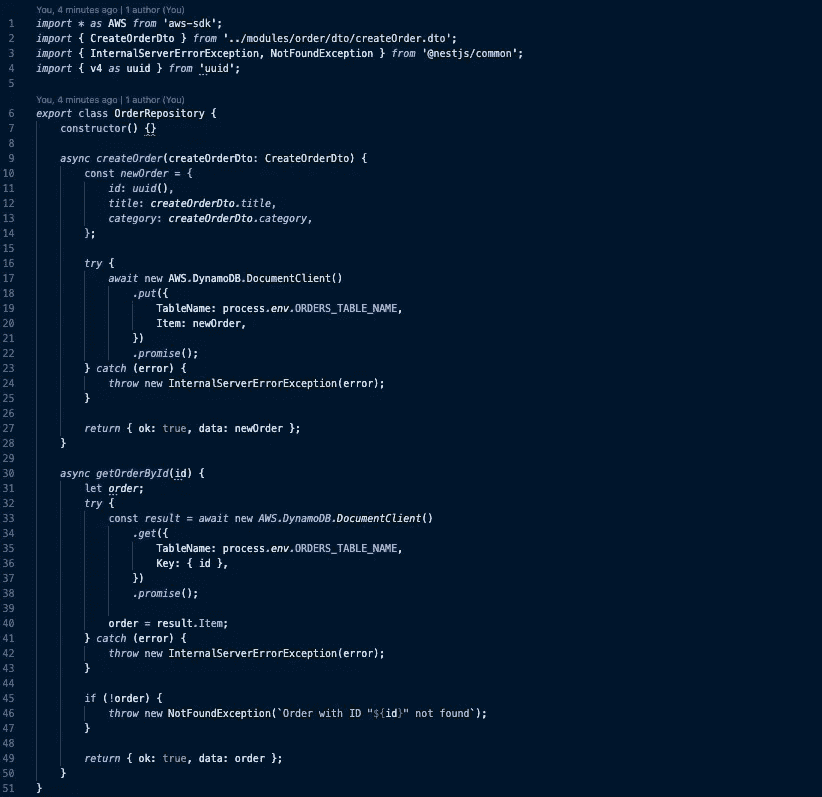 You, 4 minutes ago | 1 author (You)
1 import * as AWS from 'aws-sdk';
2 import { CreateOrderDto } from '../modules/order/dto/createOrder.dto';
3 import { InternalServerErrorException, NotFoundException } from '@nestjs/common';
4 import { v4 as uuid } from 'uuid';
5
You, 4 minutes ago | 1 author (You)
6 export class OrderRepository {
7     constructor() {}
8
9     async createOrder(createOrderDto: CreateOrderDto) {
10         const newOrder = {
11             id: uuid(),
12             title: createOrderDto.title,
13             category: createOrderDto.category,
14         };
15
16         try {
17             await new AWS.DynamoDB.DocumentClient()
18                 .put({
19                     TableName: process.env.ORDERS_TABLE_NAME,
20                     Item: newOrder,
21                 })
22                 .promise();
23         } catch (error) {
24             throw new InternalServerErrorException(error);
25         }
26
27         return { ok: true, data: newOrder };
28     }
29
30     async getOrderById(id) {
31         let order;
32         try {
33             const result = await new AWS.DynamoDB.DocumentClient()
34                 .get({
35                     TableName: process.env.ORDERS_TABLE_NAME,
36                     Key: { id },
37                 })
38                 .promise();
39
40             order = result.Item;
41         } catch (error) {
42             throw new InternalServerErrorException(error);
43         }
44
45         if (!order) {
46             throw new NotFoundException(`Order with ID "${id}" not found`);
47         }
48
49         return { ok: true, data: order };
50     }
51 }